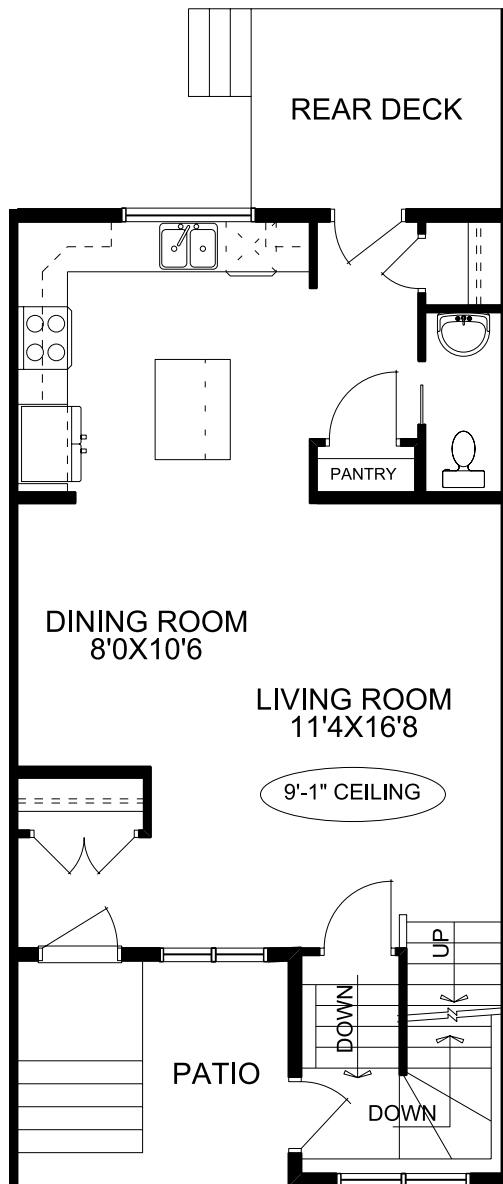 REAR DECK
PANTRY
DINING ROOM
8'0X10'6
LIVING ROOM
11'4X16'8
9'-1" CEILING
UP
DOWN
PATIO
DOWN